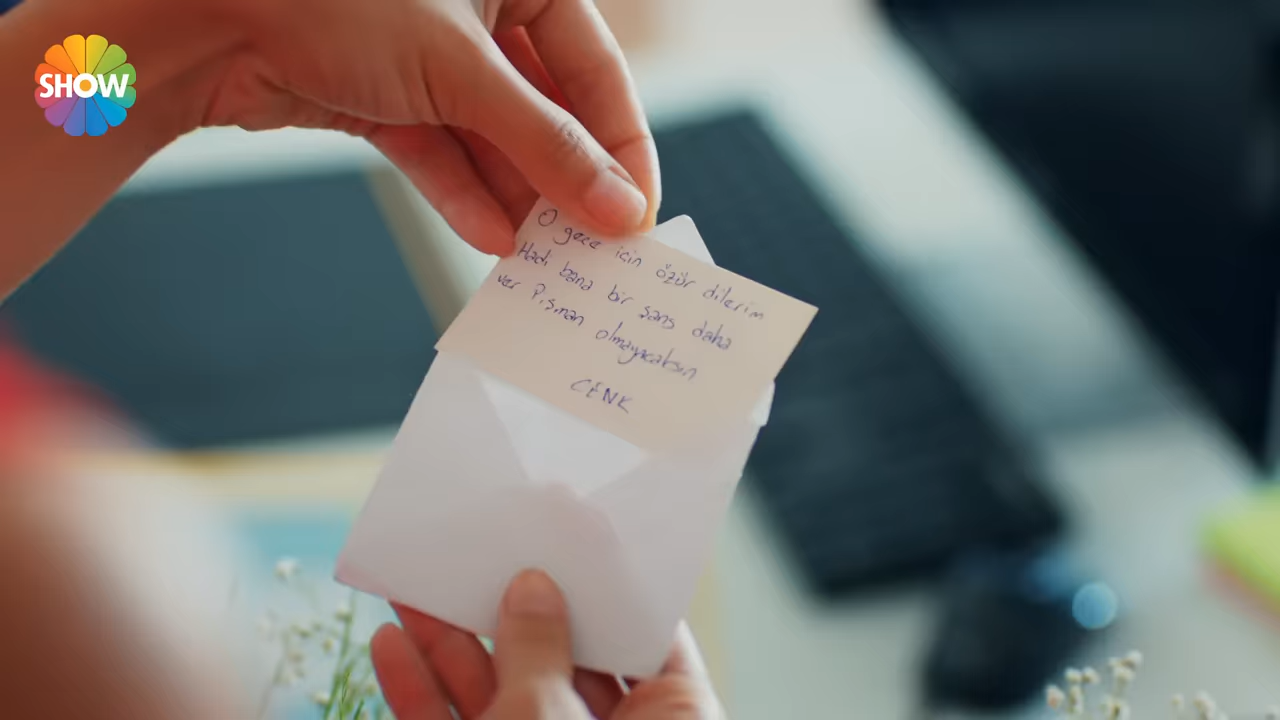 SHOW
O gece için özür dilerim
Hadi bana bir şans daha
ver Pişman olmayacaksın
CENK